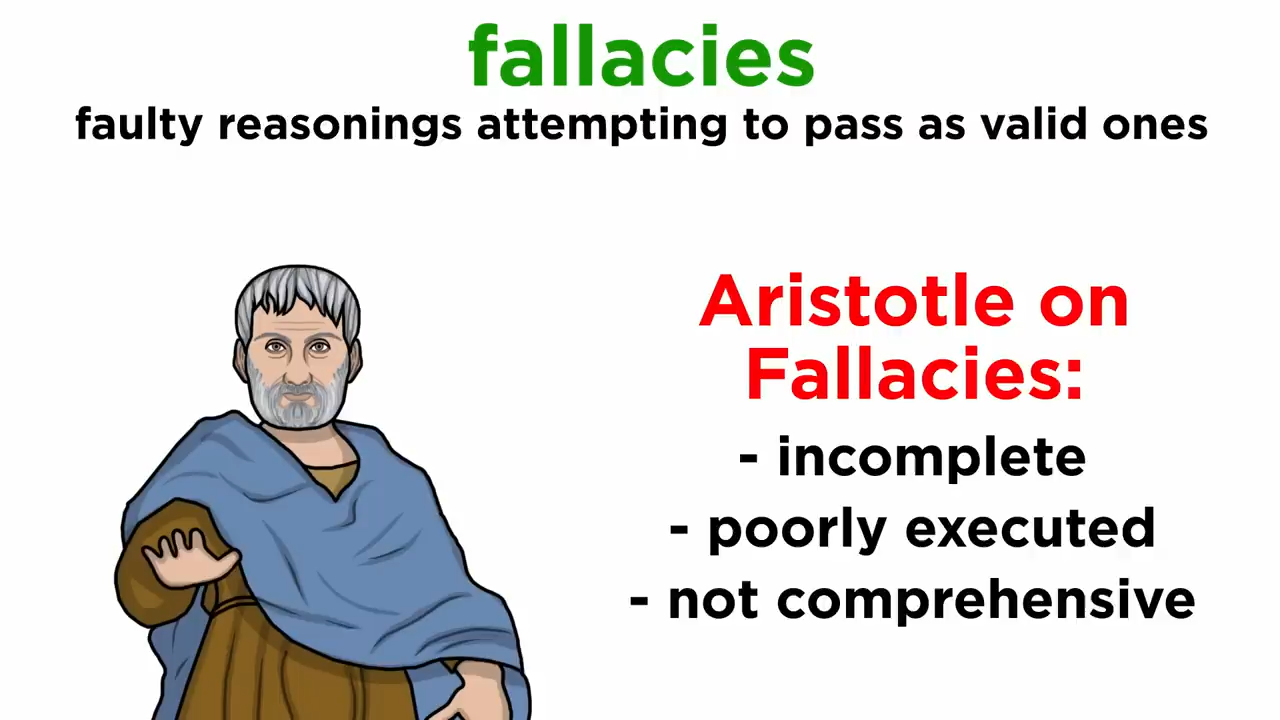 fallacies
faulty reasonings attempting to pass as valid ones
Aristotle on
Fallacies:
- incomplete
- poorly executed
- not comprehensive